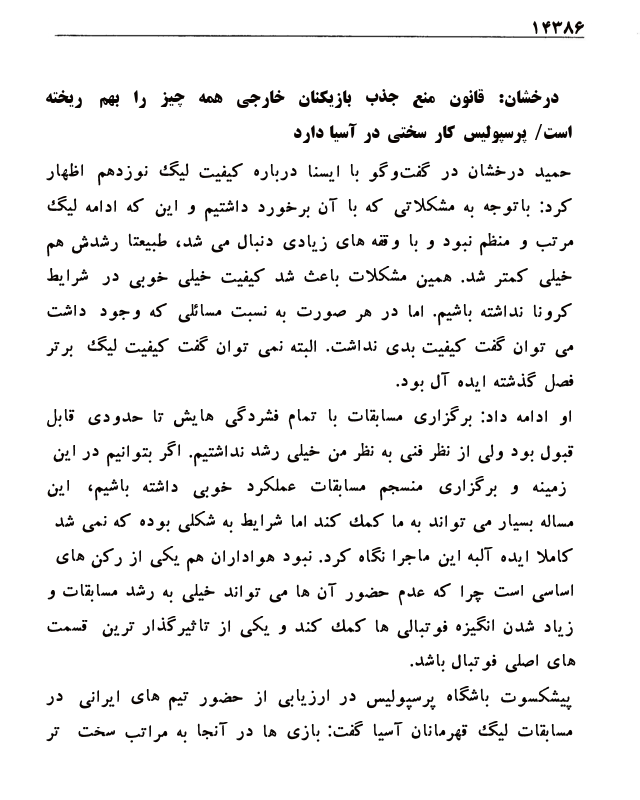 ۱۴۳۸۶
درخشان: قانون منع جذب بازیکنان خارجی همه چیز را بهم ریخته
است/ پرسپولیس کار سختی در آسیا دارد
حمید درخشان در گفت‌وگو با ایسنا درباره کیفیت لیگ نوزدهم اظهار
کرد: باتوجه به مشکلاتی که با آن برخورد داشتیم و این که ادامه لیگ
مرتب و منظم نبود و با وقفه های زیادی دنبال می شد، طبیعتا رشدش هم
خیلی کمتر شد. همین مشکلات باعث شد کیفیت خیلی خوبی در شرایط
کرونا نداشته باشیم. اما در هر صورت به نسبت مسائلی که وجود داشت
می توان گفت کیفیت بدی نداشت. البته نمی توان گفت کیفیت لیگ برتر
فصل گذشته ایده آل بود.
او ادامه داد: برگزاری مسابقات با تمام فشردگی هایش تا حدودی قابل
قبول بود ولی از نظر فنی به نظر من خیلی رشد نداشتیم. اگر بتوانیم در این
زمینه و برگزاری منسجم مسابقات عملکرد خوبی داشته باشیم، این
مساله بسیار می تواند به ما کمک کند اما شرایط به شکلی بوده که نمی شد
کاملا ایده آلبه این ماجرا نگاه کرد. نبود هواداران هم یکی از رکن های
اساسی است چرا که عدم حضور آن ها می تواند خیلی به رشد مسابقات و
زیاد شدن انگیزه فوتبالی ها کمک کند و یکی از تاثیرگذار ترین قسمت
های اصلی فوتبال باشد.
پیشکسوت باشگاه پرسپولیس در ارزیابی از حضور تیم های ایرانی در
مسابقات لیگ قهرمانان آسیا گفت: بازی ها در آنجا به مراتب سخت تر